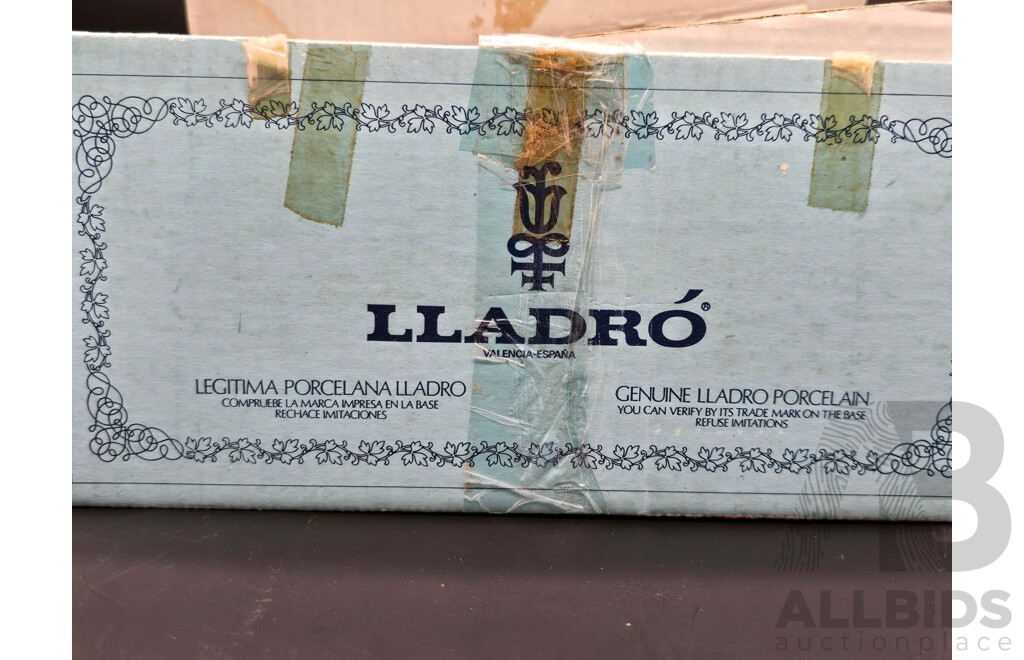 LLADRÓ®
VALENCIA-ESPAÑA
LEGITIMA PORCELANA LLADRO
COMPRUEBE LA MARCA IMPRESA EN LA BASE
RECHACE IMITACIONES
GENUINE LLADRO PORCELAIN
YOU CAN VERIFY BY ITS TRADE MARK ON THE BASE
REFUSE IMITATIONS
B
ALLBIDS
auctionplace